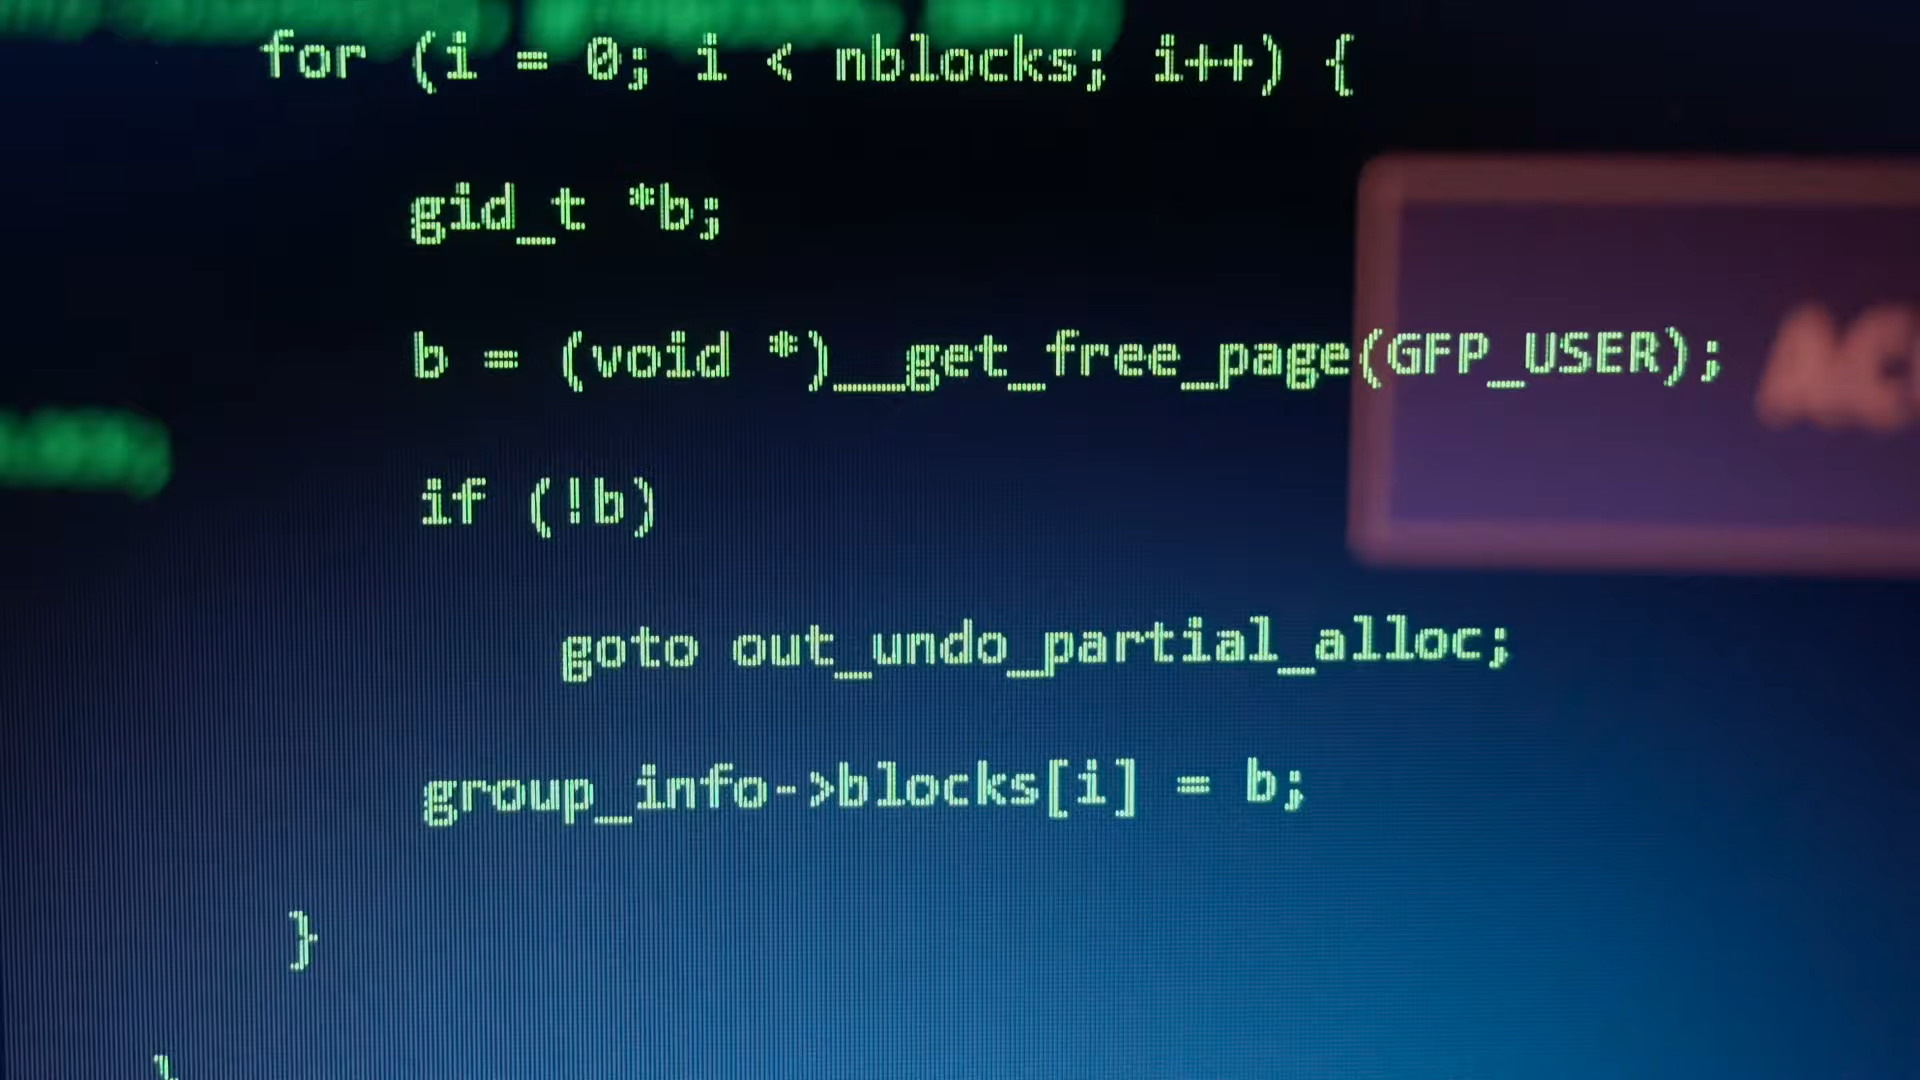 for (i = 0; i < nblocks; i++) {
gid_t *b;
b = (void *)__get_free_page(GFP_USER);
if (!b)
goto out_undo_partial_alloc;
group_info->blocks[i] = b;
}